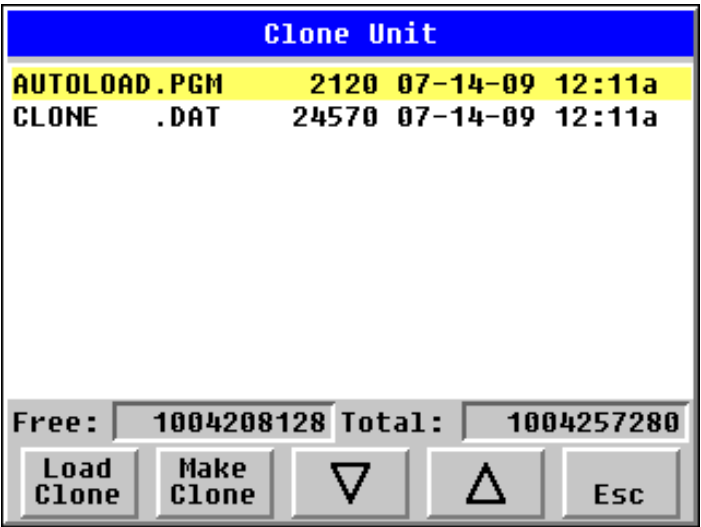 Clone Unit
AUTOLOAD.PGM 2120 07-14-09 12:11a
CLONE .DAT 24570 07-14-09 12:11a
Free: 1004208128 Total: 1004257280
Load Clone Make Clone Esc